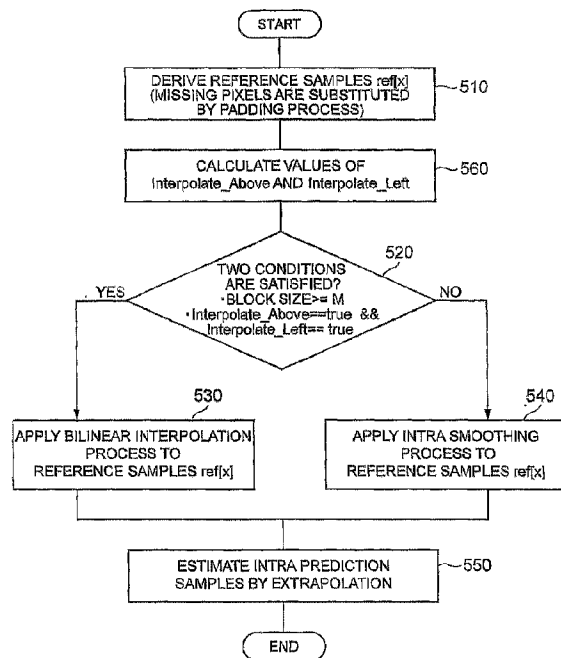 START
DERIVE REFERENCE SAMPLES ref[x]
(MISSING PIXELS ARE SUBSTITUTED
BY PADDING PROCESS)
510
CALCULATE VALUES OF
Interpolate_Above AND Interpolate_Left
560
520
TWO CONDITIONS
ARE SATISFIED?
·BLOCK SIZE>= M
·Interpolate_Above==true &&
Interpolate_Left== true
YES
NO
530
APPLY BILINEAR INTERPOLATION
PROCESS TO
REFERENCE SAMPLES ref[x]
540
APPLY INTRA SMOOTHING
PROCESS TO
REFERENCE SAMPLES ref[x]
ESTIMATE INTRA PREDICTION
SAMPLES BY EXTRAPOLATION
550
END